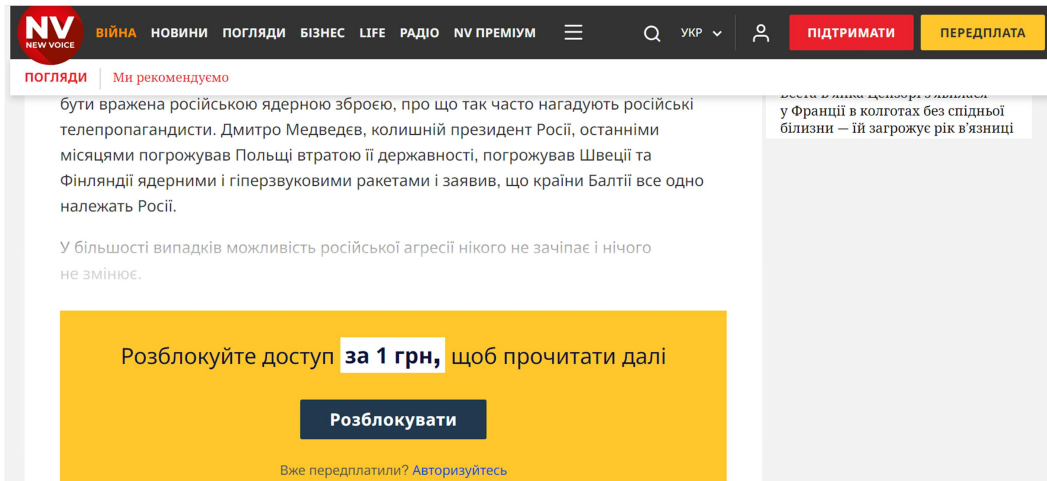 NV
NEW VOICE
ВІЙНА НОВИНИ ПОГЛЯДИ БІЗНЕС LIFE РАДІО NV ПРЕМІУМ УКР ПІДТРИМАТИ ПЕРЕДПЛАТА
ПОГЛЯДИ Ми рекомендуємо
бути вражена російською ядерною зброєю, про що так часто нагадують російські
телепропагандисти. Дмитро Медведєв, колишній президент Росії, останніми
місяцями погрожував Польщі втратою її державності, погрожував Швеції та
Фінляндії ядерними і гіперзвуковими ракетами і заявив, що країни Балтії все одно
належать Росії.
У більшості випадків можливість російської агресії нікого не зачіпає і нічого
не змінює.
Розблокуйте доступ за 1 грн, щоб прочитати далі
Розблокувати
Вже передплатили? Авторизуйтесь
у Франції в колготах без спідньої
білизни — їй загрожує рік в'язниці